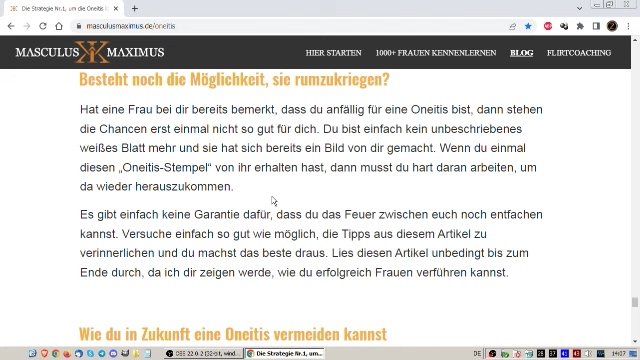 Die Strategie Nr.1, um die Oneitis l
masculusmaximus.de/oneitis
MASCULUS MAXIMUS
HIER STARTEN
1000+ FRAUEN KENNENLERNEN
BLOG
FLIRTCOACHING
Besteht noch die Möglichkeit, sie rumzukriegen?
Hat eine Frau bei dir bereits bemerkt, dass du anfällig für eine Oneitis bist, dann stehen
die Chancen erst einmal nicht so gut für dich. Du bist einfach kein unbeschriebenes
weißes Blatt mehr und sie hat sich bereits ein Bild von dir gemacht. Wenn du einmal
diesen „Oneitis-Stempel“ von ihr erhalten hast, dann musst du hart daran arbeiten, um
da wieder herauszukommen.
Es gibt einfach keine Garantie dafür, dass du das Feuer zwischen euch noch entfachen
kannst. Versuche einfach so gut wie möglich, die Tipps aus diesem Artikel zu
verinnerlichen und du machst das beste draus. Lies diesen Artikel unbedingt bis zum
Ende durch, da ich dir zeigen werde, wie du erfolgreich Frauen verführen kannst.
Wie du in Zukunft eine Oneitis vermeiden kannst
OBS 22.0.2 (32-bit, wind...
Die Strategie Nr.1, um...
DE
14:07